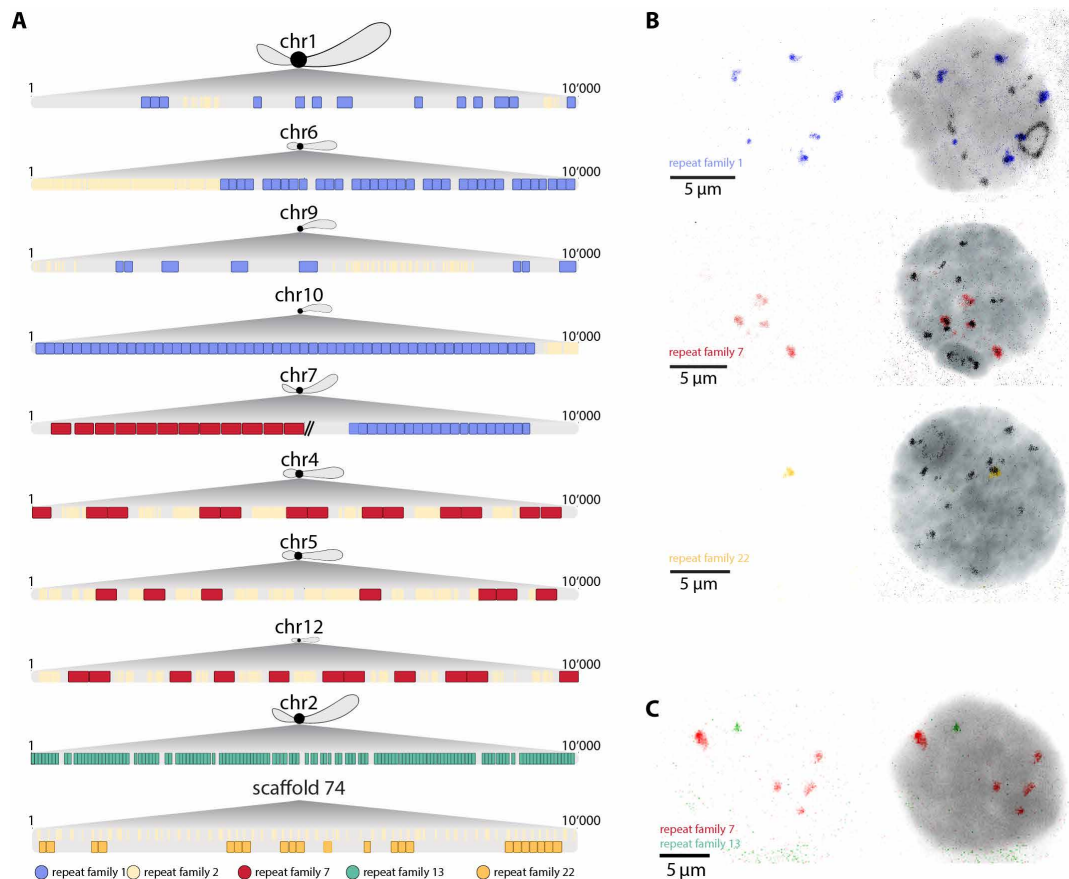 A
chr1
1 10'000
chr6
1 10'000
chr9
1 10'000
chr10
1 10'000
chr7
1 10'000
//
chr4
1 10'000
chr5
1 10'000
chr12
1 10'000
chr2
1 10'000
scaffold 74
1 10'000
repeat family 1 repeat family 2 repeat family 7 repeat family 13 repeat family 22
B
repeat family 1
5 µm
repeat family 7
5 µm
repeat family 22
5 µm
C
repeat family 7
repeat family 13
5 µm